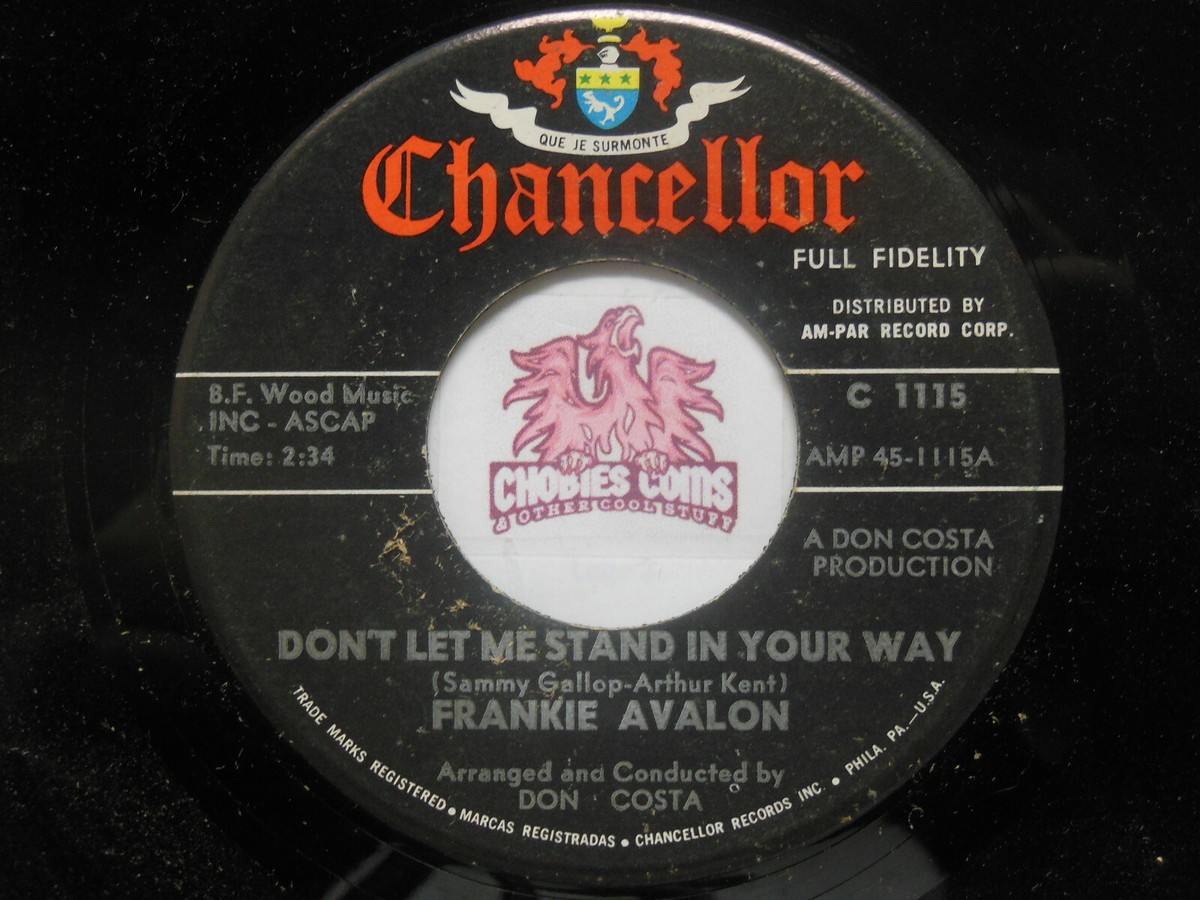 QUE JE SURMONTE
Chancellor
FULL FIDELITY
DISTRIBUTED BY
AM-PAR RECORD CORP.
B.F. Wood Music
INC - ASCAP
Time: 2:34
C 1115
AMP 45-1115A
CHOBIES COINS
& OTHER COOL STUFF
A DON COSTA
PRODUCTION
DON'T LET ME STAND IN YOUR WAY
(Sammy Gallop-Arthur Kent)
FRANKIE AVALON
Arranged and Conducted by
DON COSTA
TRADE MARKS REGISTERED • MARCAS REGISTRADAS • CHANCELLOR RECORDS INC. • PHILA. PA.—U.S.A.